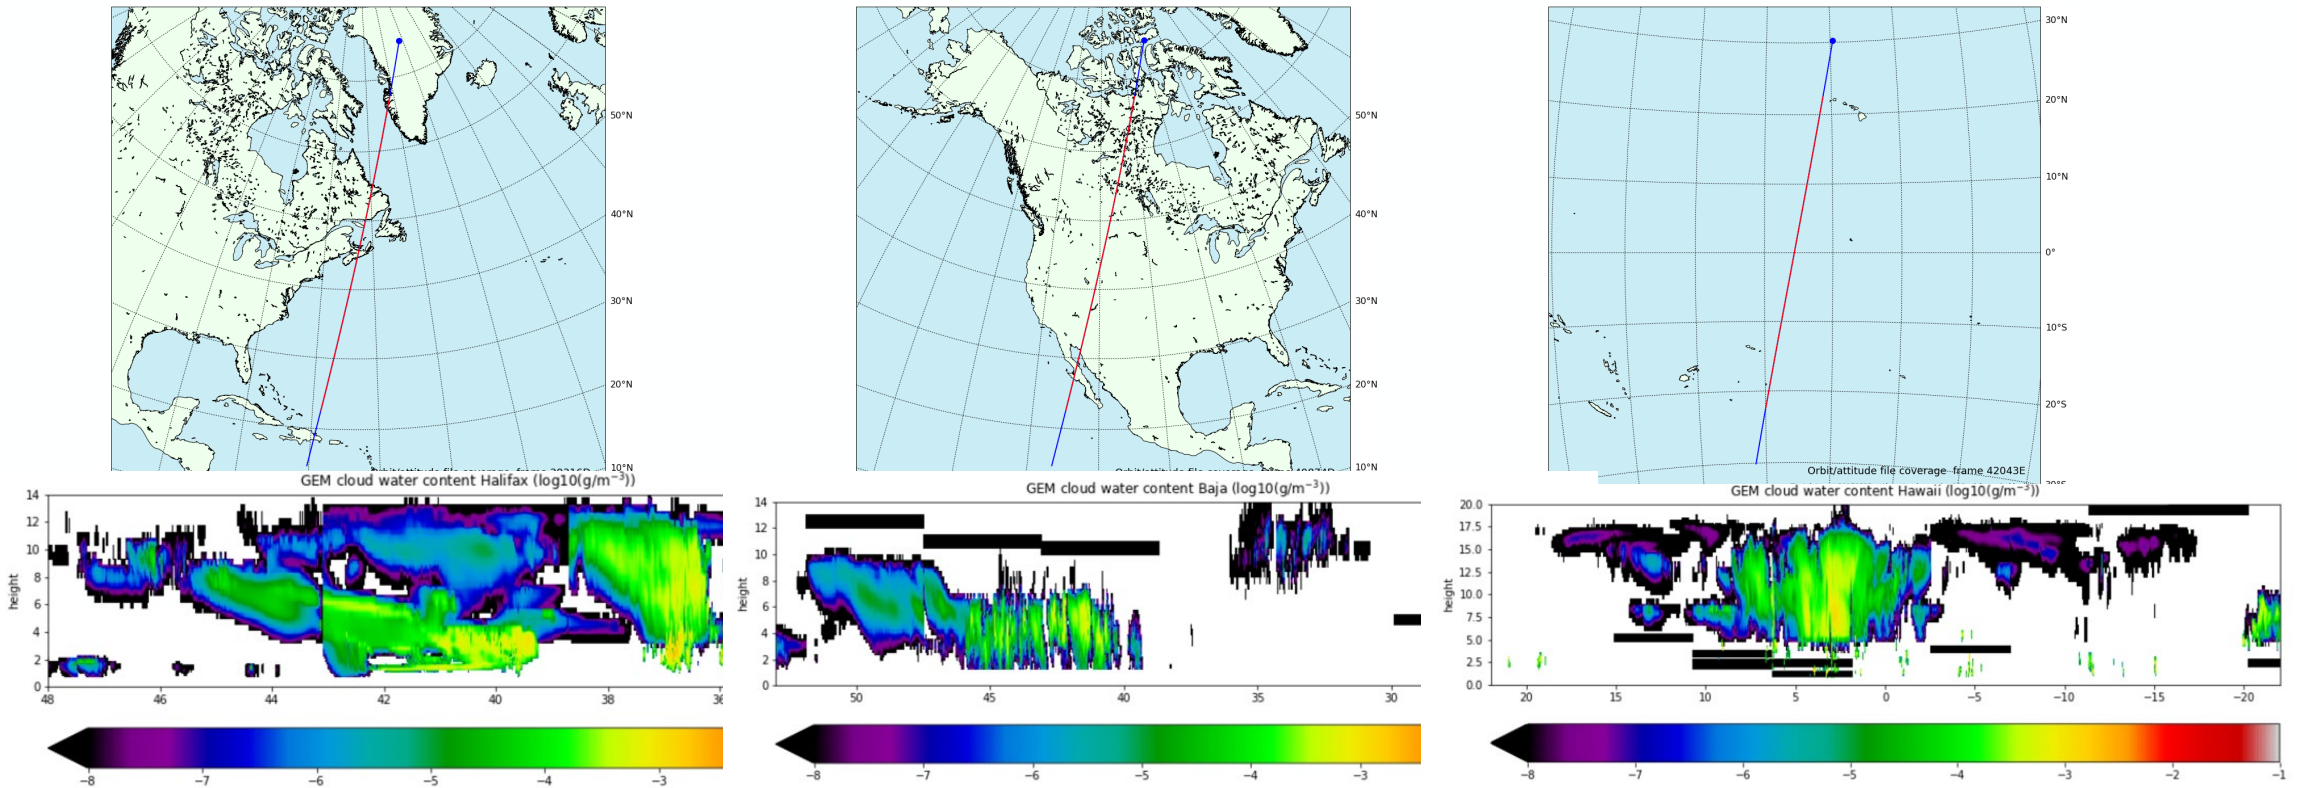 50°N
40°N
30°N
20°N
10°N
50°N
40°N
30°N
20°N
10°N
30°N
20°N
10°N
0°
10°S
20°S
Orbit/attitude file coverage frame 42043E
GEM cloud water content Halifax (log10(g/m⁻³))
height
14
12
10
8
6
4
2
0
48 46 44 42 40 38 36
−8 −7 −6 −5 −4 −3
GEM cloud water content Baja (log10(g/m⁻³))
height
14
12
10
8
6
4
2
0
50 45 40 35 30
−8 −7 −6 −5 −4 −3
GEM cloud water content Hawaii (log10(g/m⁻³))
height
20.0
17.5
15.0
12.5
10.0
7.5
5.0
2.5
0.0
20 15 10 5 0 −5 −10 −15 −20
−8 −7 −6 −5 −4 −3 −2 −1